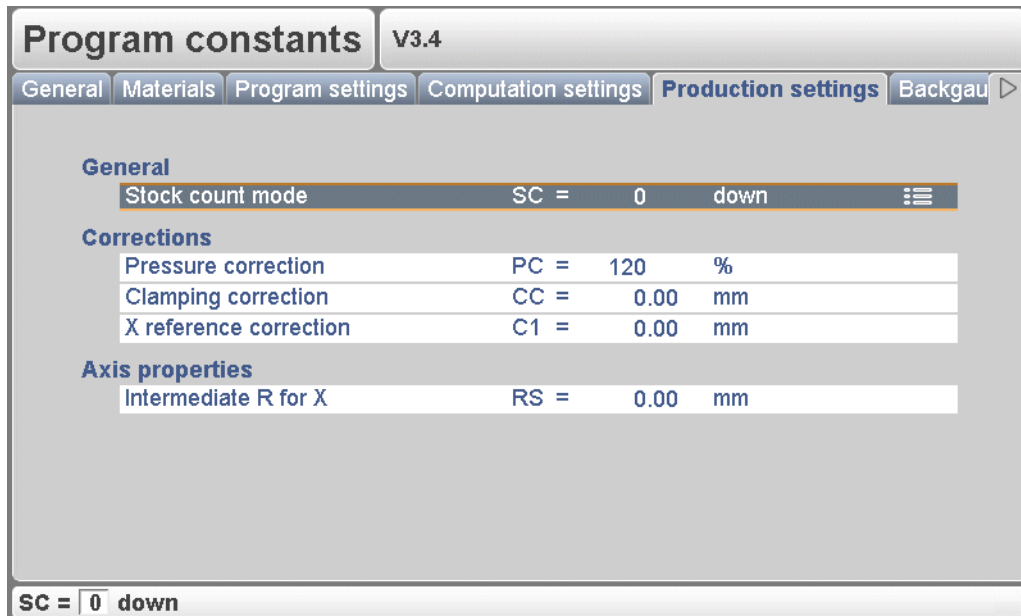 Program constants V3.4
General Materials Program settings Computation settings Production settings Backgau
General
Stock count mode SC = 0 down
Corrections
Pressure correction PC = 120 %
Clamping correction CC = 0.00 mm
X reference correction C1 = 0.00 mm
Axis properties
Intermediate R for X RS = 0.00 mm
SC = 0 down